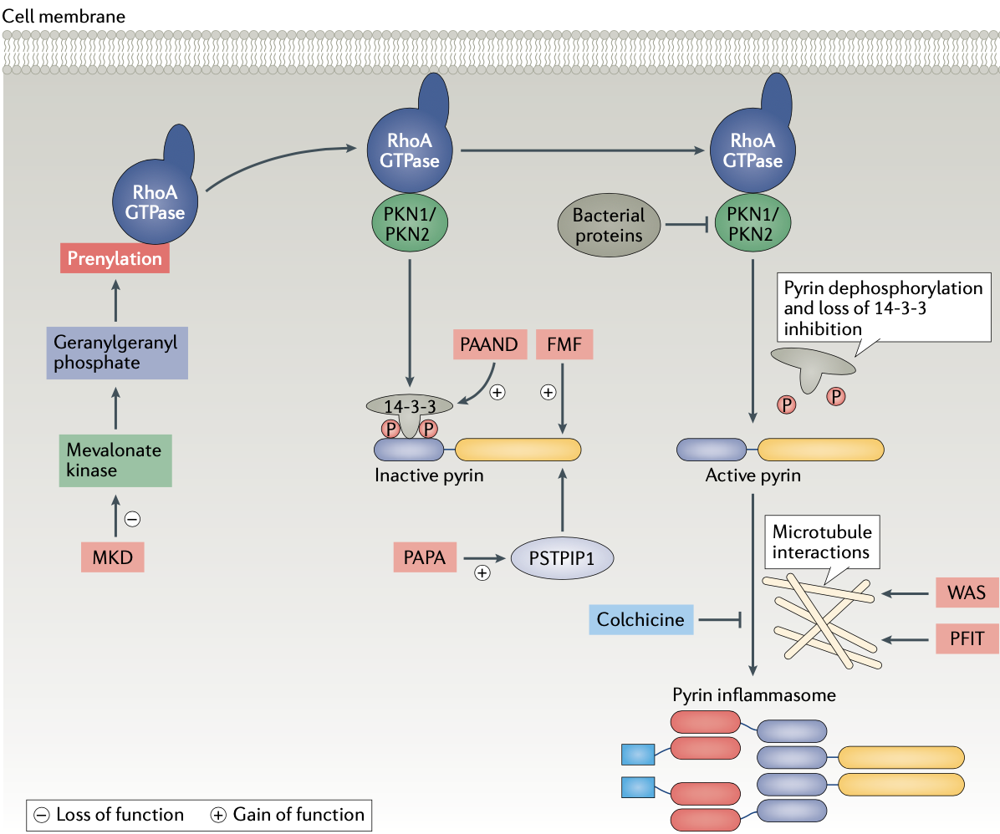 Cell membrane
RhoA
GTPase
Prenylation
Geranylgeranyl
phosphate
Mevalonate
kinase
−
MKD
RhoA
GTPase
PKN1/
PKN2
PAAND
FMF
+
+
14-3-3
P
P
Inactive pyrin
PAPA
+
PSTPIP1
RhoA
GTPase
Bacterial
proteins
PKN1/
PKN2
Pyrin dephosphorylation
and loss of 14-3-3
inhibition
P
P
Active pyrin
Microtubule
interactions
Colchicine
WAS
PFIT
Pyrin inflammasome
− Loss of function + Gain of function